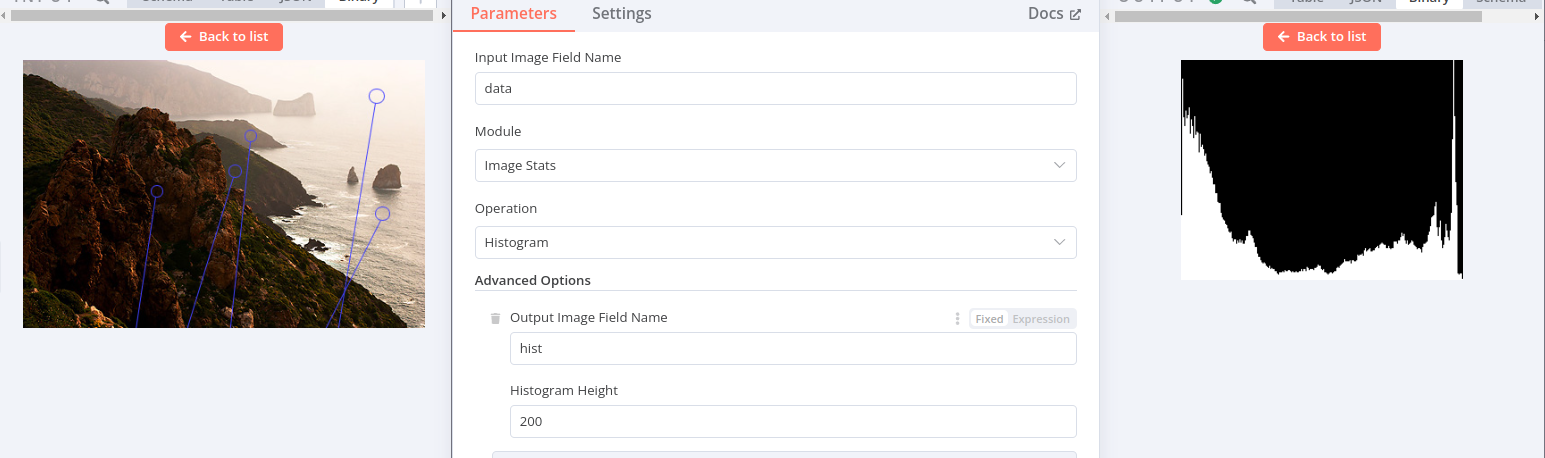 Parameters
Settings
Docs
Back to list
Input Image Field Name
data
Module
Image Stats
Operation
Histogram
Advanced Options
Output Image Field Name
Fixed
Expression
hist
Histogram Height
200
Back to list